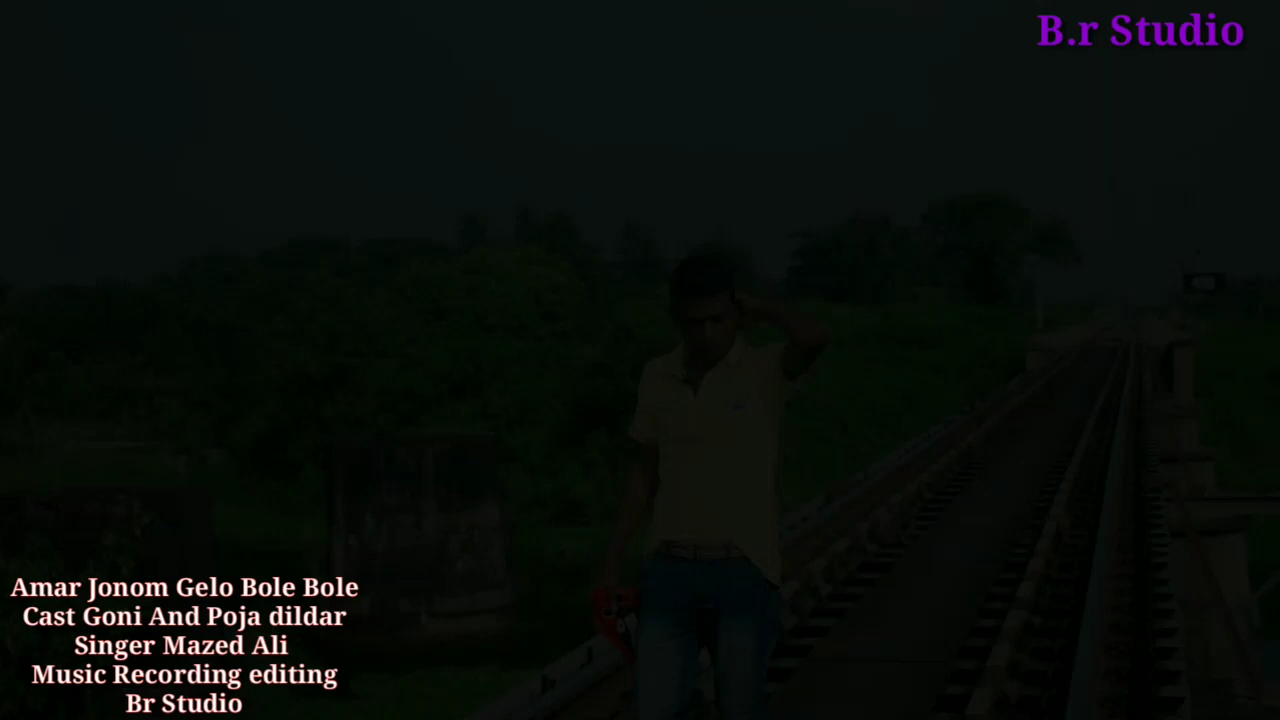 B.r Studio
Amar Jonom Gelo Bole Bole
Cast Goni And Poja dildar
Singer Mazed Ali
Music Recording editing
Br Studio